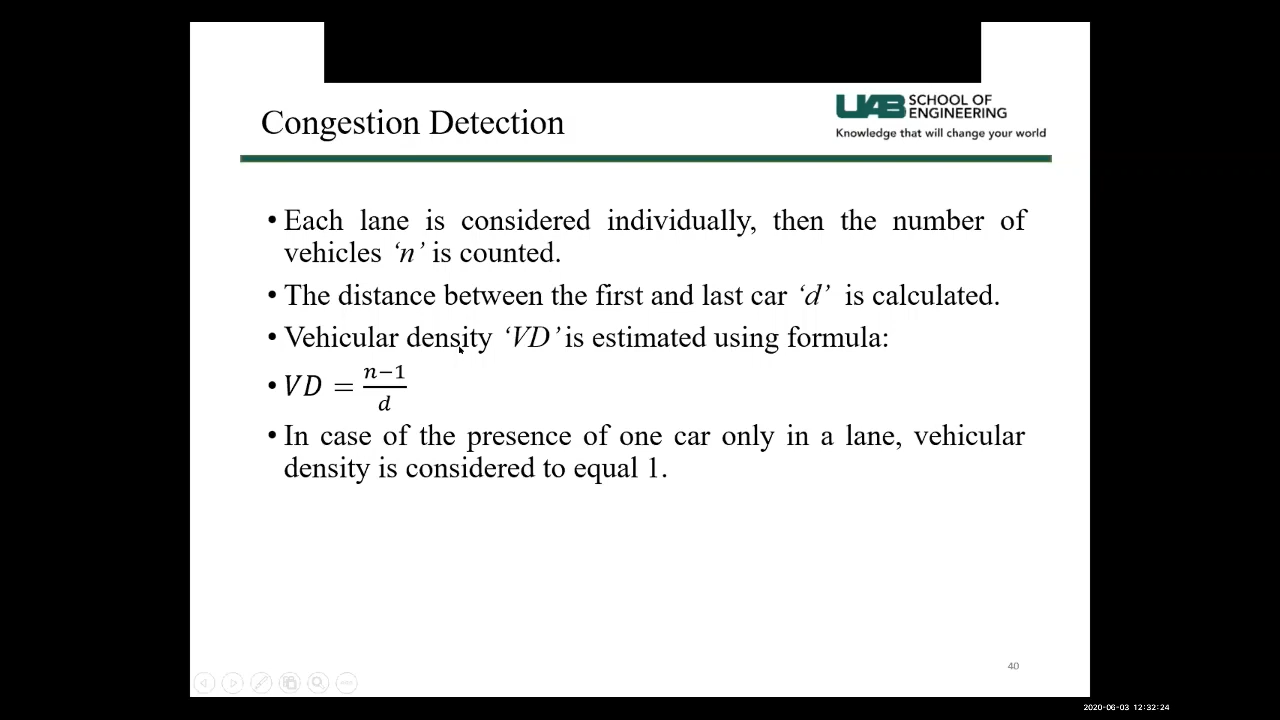 Congestion Detection
UAB SCHOOL OF
ENGINEERING
Knowledge that will change your world
• Each lane is considered individually, then the number of
vehicles ‘n’ is counted.
• The distance between the first and last car ‘d’ is calculated.
• Vehicular density ‘VD’ is estimated using formula:
• VD = n−1/d
• In case of the presence of one car only in a lane, vehicular
density is considered to equal 1.
40
2020-06-03 12:32:24